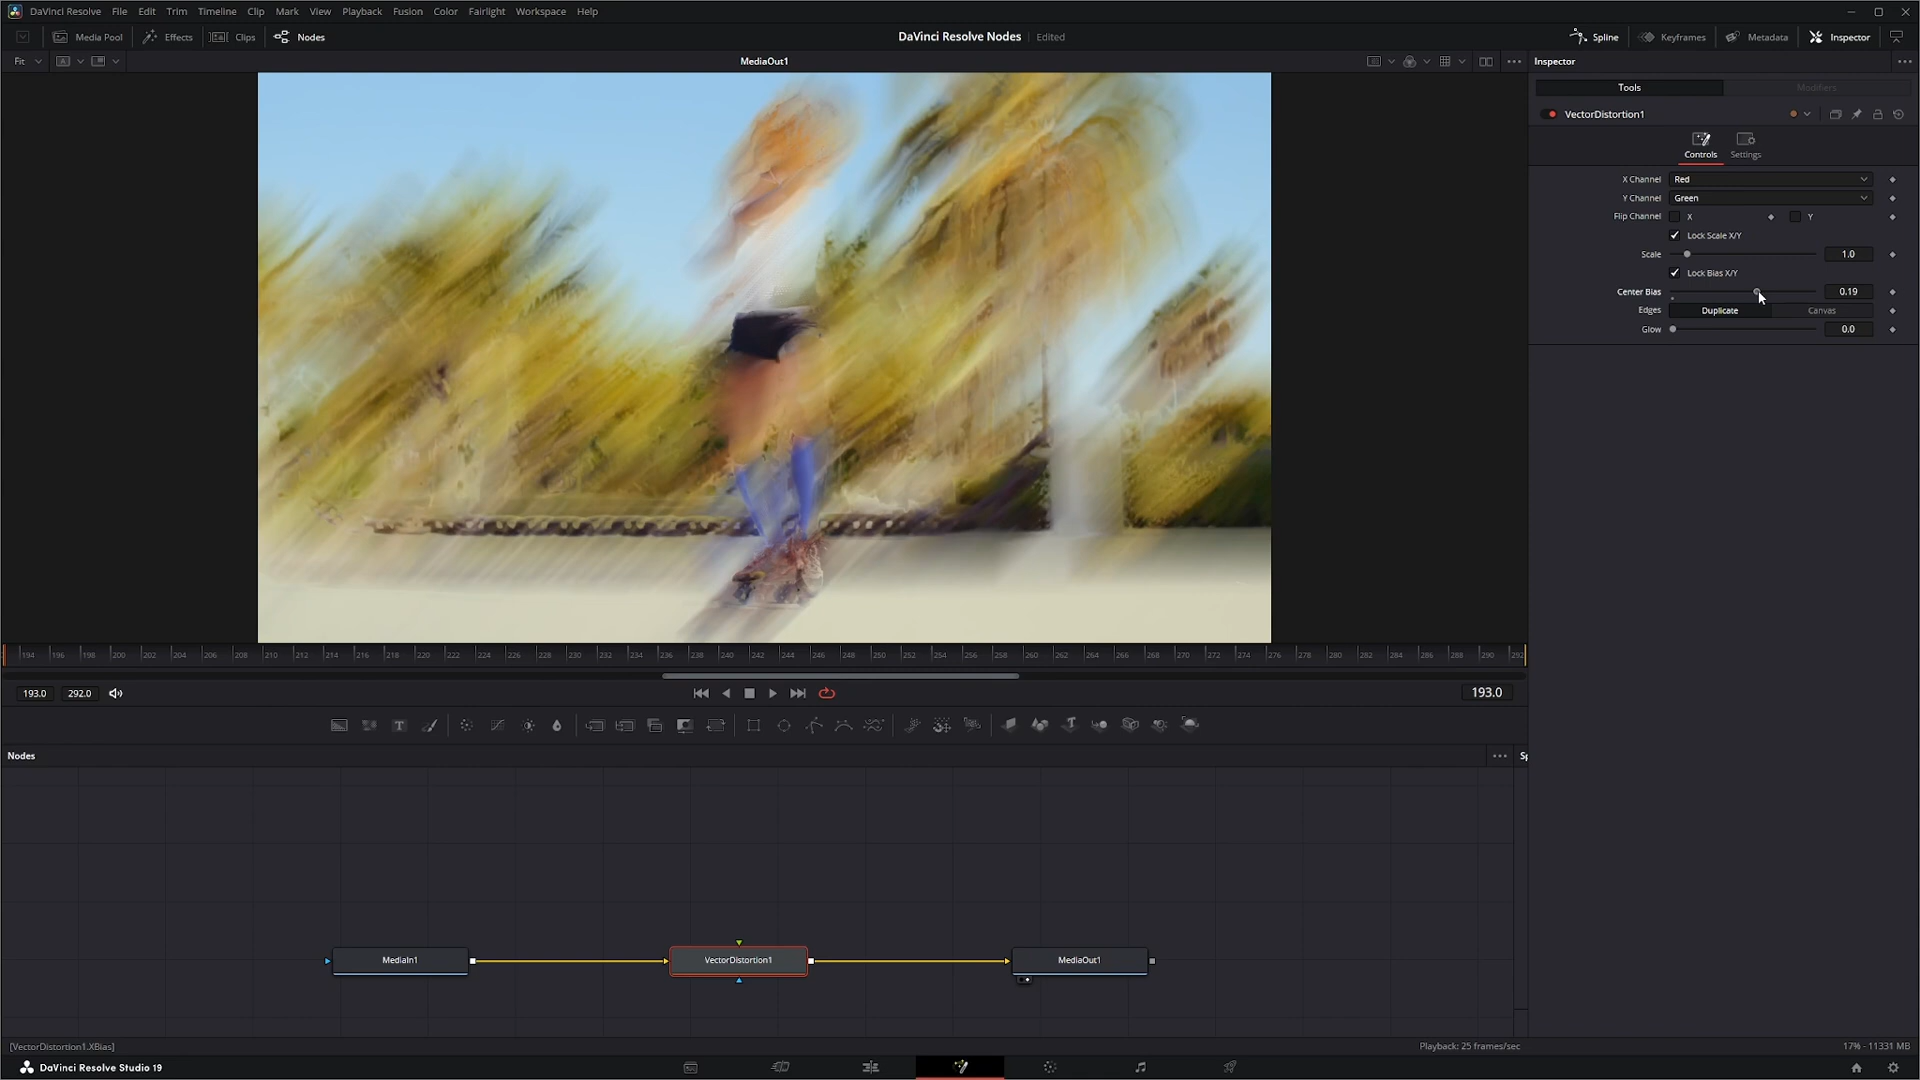 DaVinci Resolve File Edit Trim Timeline Clip Mark View Playback Fusion Color Fairlight Workspace Help
Media Pool Effects Clips Nodes DaVinci Resolve Nodes Edited Spline Keyframes Metadata Inspector
Fit A MediaOut1 Inspector
Tools Modifiers
VectorDistortion1
Controls Settings
X Channel Red
Y Channel Green
Flip Channel X Y
Lock Scale X/Y
Scale 1.0
Lock Bias X/Y
Center Bias 0.19
Edges Duplicate Canvas
Glow 0.0
194 196 198 200 202 204 206 208 210 212 214 216 218 220 222 224 226 228 230 232 234 236 238 240 242 244 246 248 250 252 254 256 258 260 262 264 266 268 270 272 274 276 278 280 282 284 286 288 290 292
193.0 292.0 193.0
T
Nodes Sp
MediaIn1 VectorDistortion1 MediaOut1
[VectorDistortion1.XBias] Playback: 25 frames/sec 17% - 11331 MB
DaVinci Resolve Studio 19